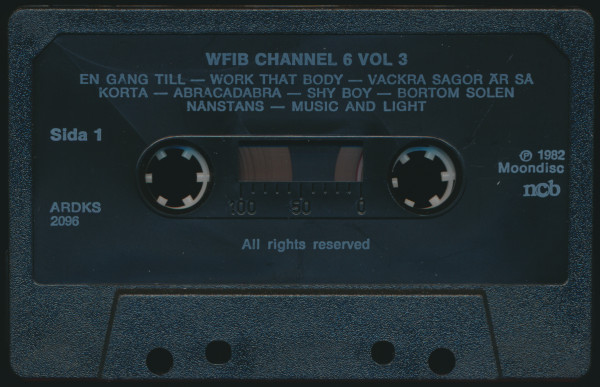 WFIB CHANNEL 6 VOL 3
EN GÅNG TILL — WORK THAT BODY — VACKRA SAGOR ÄR SÅ
KORTA — ABRACADABRA — SHY BOY — BORTOM SOLEN
NÅNSTANS — MUSIC AND LIGHT
Sida 1
℗ 1982
Moondisc
ncb
ARDKS
2096
100 50 0
All rights reserved